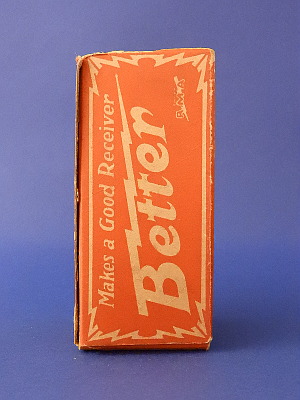 Makes a Good Receiver
Better
R.M.A.